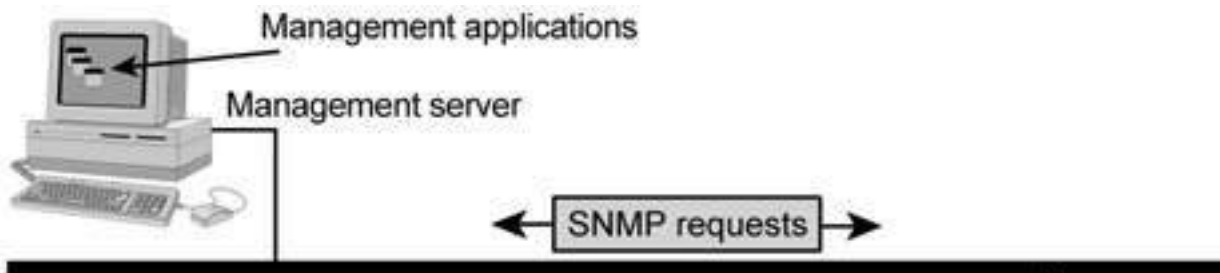 Management applications
Management server
SNMP requests